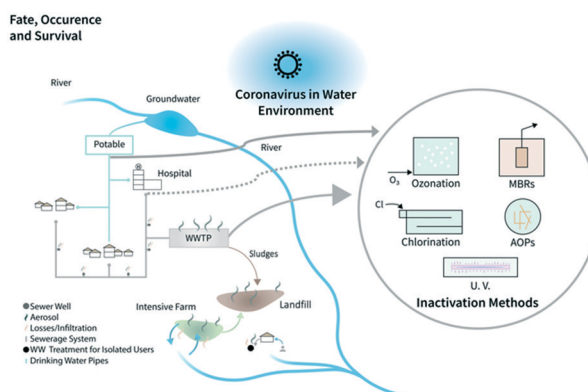 Fate, Occurence
and Survival
River
Groundwater
Coronavirus in Water
Environment
Potable
River
H
Hospital
O₃
Ozonation
MBRs
WWTP
Cl
Chlorination
AOPs
Sludges
U. V.
Inactivation Methods
Intensive Farm
Landfill
Sewer Well
Aerosol
Losses/Infiltration
Sewerage System
WW Treatment for Isolated Users
Drinking Water Pipes